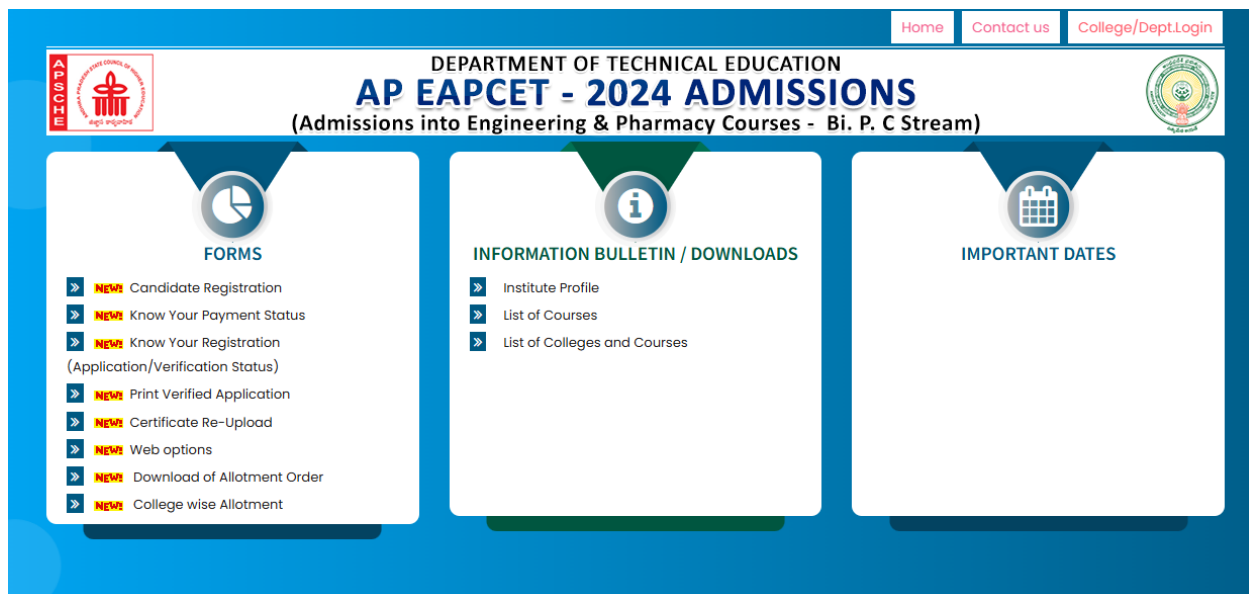 Home Contact us College/Dept.Login
APSCHE
DEPARTMENT OF TECHNICAL EDUCATION
AP EAPCET - 2024 ADMISSIONS
(Admissions into Engineering & Pharmacy Courses - Bi. P. C Stream)
FORMS
NEW! Candidate Registration
NEW! Know Your Payment Status
NEW! Know Your Registration
(Application/Verification Status)
NEW! Print Verified Application
NEW! Certificate Re-Upload
NEW! Web options
NEW! Download of Allotment Order
NEW! College wise Allotment
INFORMATION BULLETIN / DOWNLOADS
Institute Profile
List of Courses
List of Colleges and Courses
IMPORTANT DATES